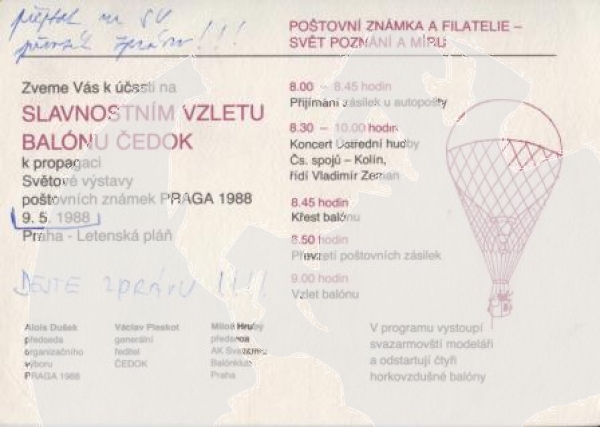 přijít na SV
POŠTOVNÍ ZNÁMKA A FILATELIE –
SVĚT POZNÁNÍ A MÍRU
zprávu!!!
Zveme Vás k účasti na
SLAVNOSTNÍM VZLETU
BALÓNU ČEDOK
k propagaci
Světové výstavy
poštovních známek PRAGA 1988
9. 5. 1988
Praha - Letenská pláň
8.00 – 8.45 hodin
Přijímání zásilek u autopošty
8.30 – 10.00 hodin
Koncert Ústřední hudby
Čs. spojů – Kolín,
řídí Vladimír Zeman
8.45 hodin
Křest balónu
8.50 hodin
Převzetí poštovních zásilek
9.00 hodin
Vzlet balónu
DEJTE ZPRÁVU !!!!
Alois Dušek
předseda
organizačního
výboru
PRAGA 1988
Václav Pleskot
generální
ředitel
ČEDOK
Miloš Hrubý
předseda
AK Svazarmu
Balónklub
Praha
V programu vystoupí
svazarmovští modeláři
a odstartují čtyři
horkovzdušné balóny